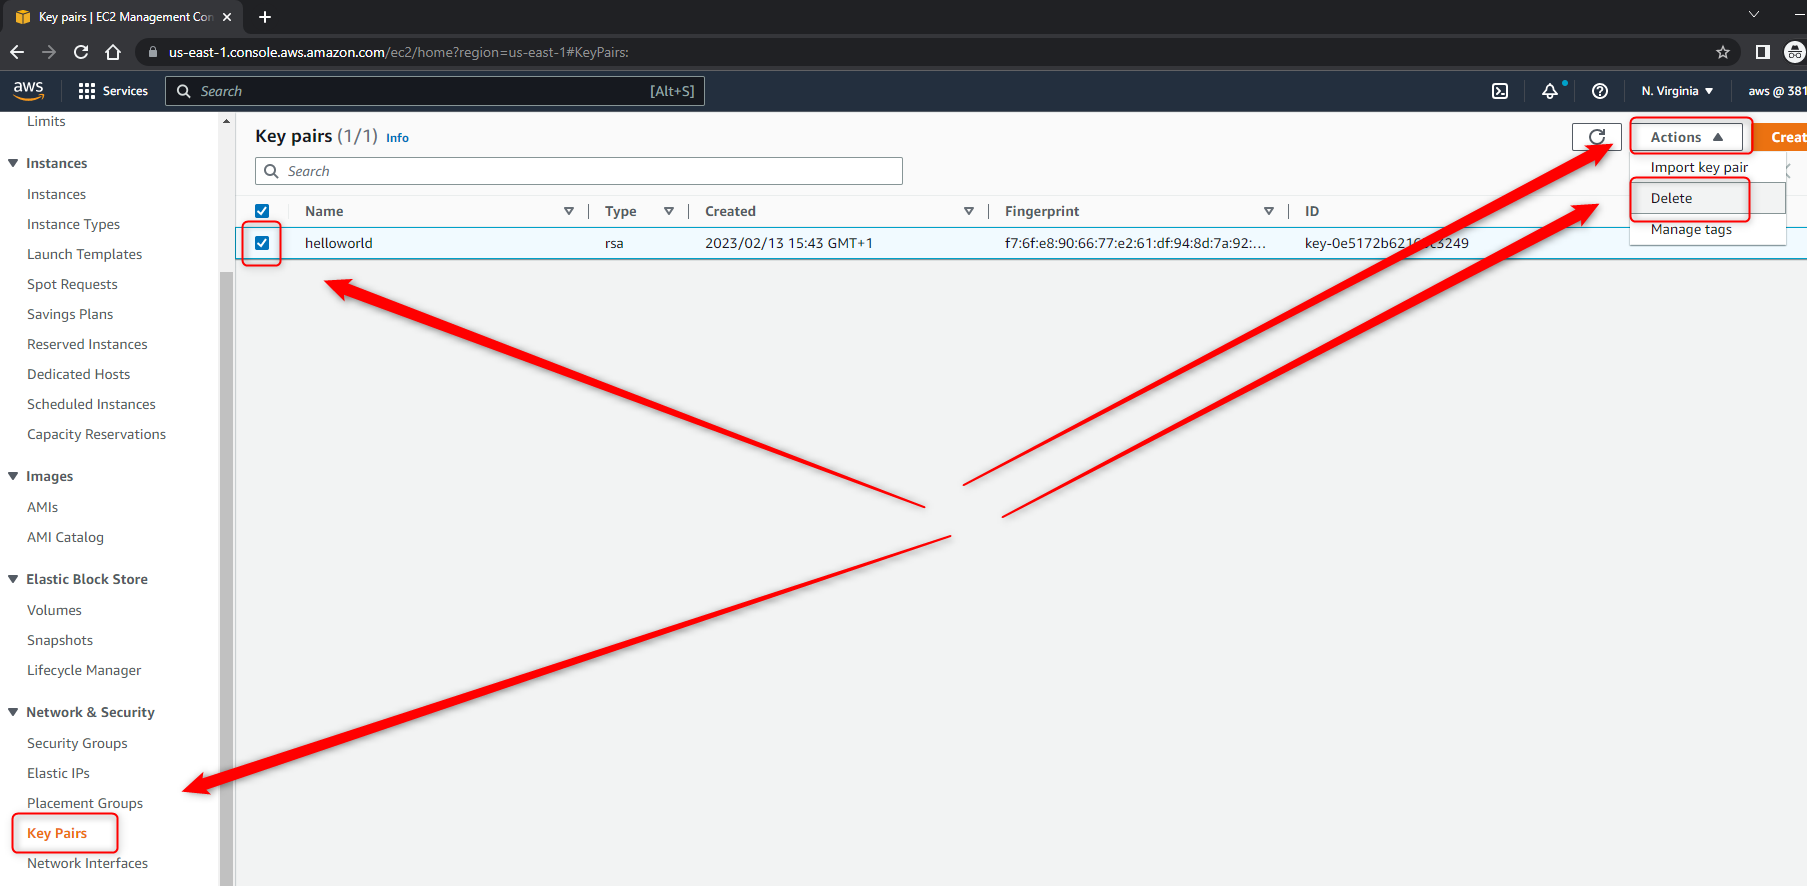 Key pairs | EC2 Management Con
us-east-1.console.aws.amazon.com/ec2/home?region=us-east-1#KeyPairs:
aws Services Search [Alt+S] N. Virginia aws @ 381
Limits
Instances
Instances
Instance Types
Launch Templates
Spot Requests
Savings Plans
Reserved Instances
Dedicated Hosts
Scheduled Instances
Capacity Reservations
Images
AMIs
AMI Catalog
Elastic Block Store
Volumes
Snapshots
Lifecycle Manager
Network & Security
Security Groups
Elastic IPs
Placement Groups
Key Pairs
Network Interfaces
Key pairs (1/1) Info
Actions Creat
Search
Import key pair
Delete
Manage tags
Name Type Created Fingerprint ID
helloworld rsa 2023/02/13 15:43 GMT+1 f7:6f:e8:90:66:77:e2:61:df:94:8d:7a:92:...